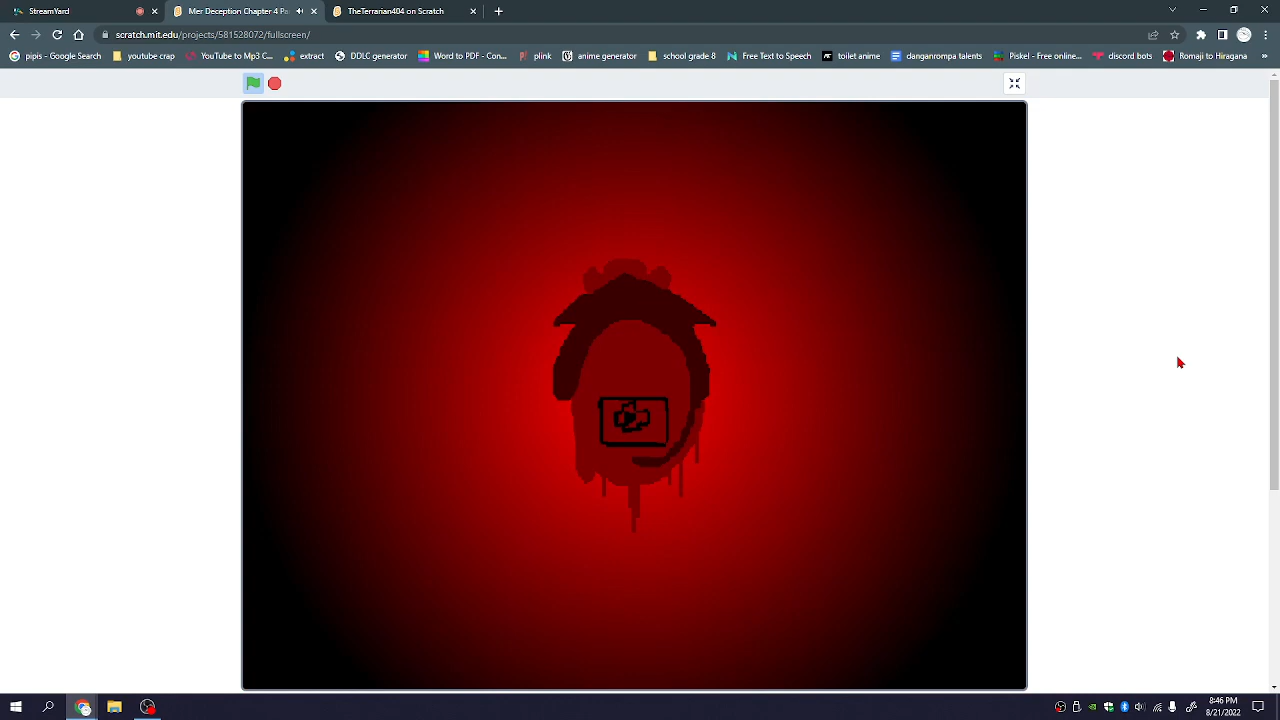 StreamYard
Mr. Deception Chapter 4 B
TheTerrarian404 on Scratch
scratch.mit.edu/projects/581528072/fullscreen/
pipis - Google Search
youtube crap
YouTube to Mp3 Con...
extract
DDLC generator
Word to PDF - Con...
plink
anime generator
school grade 8
Free Text to Speech
toilet anime
danganronpa talents
Piskel - Free online...
discord bots
Romaji to Hiragana
8:46 PM
8/21/2022